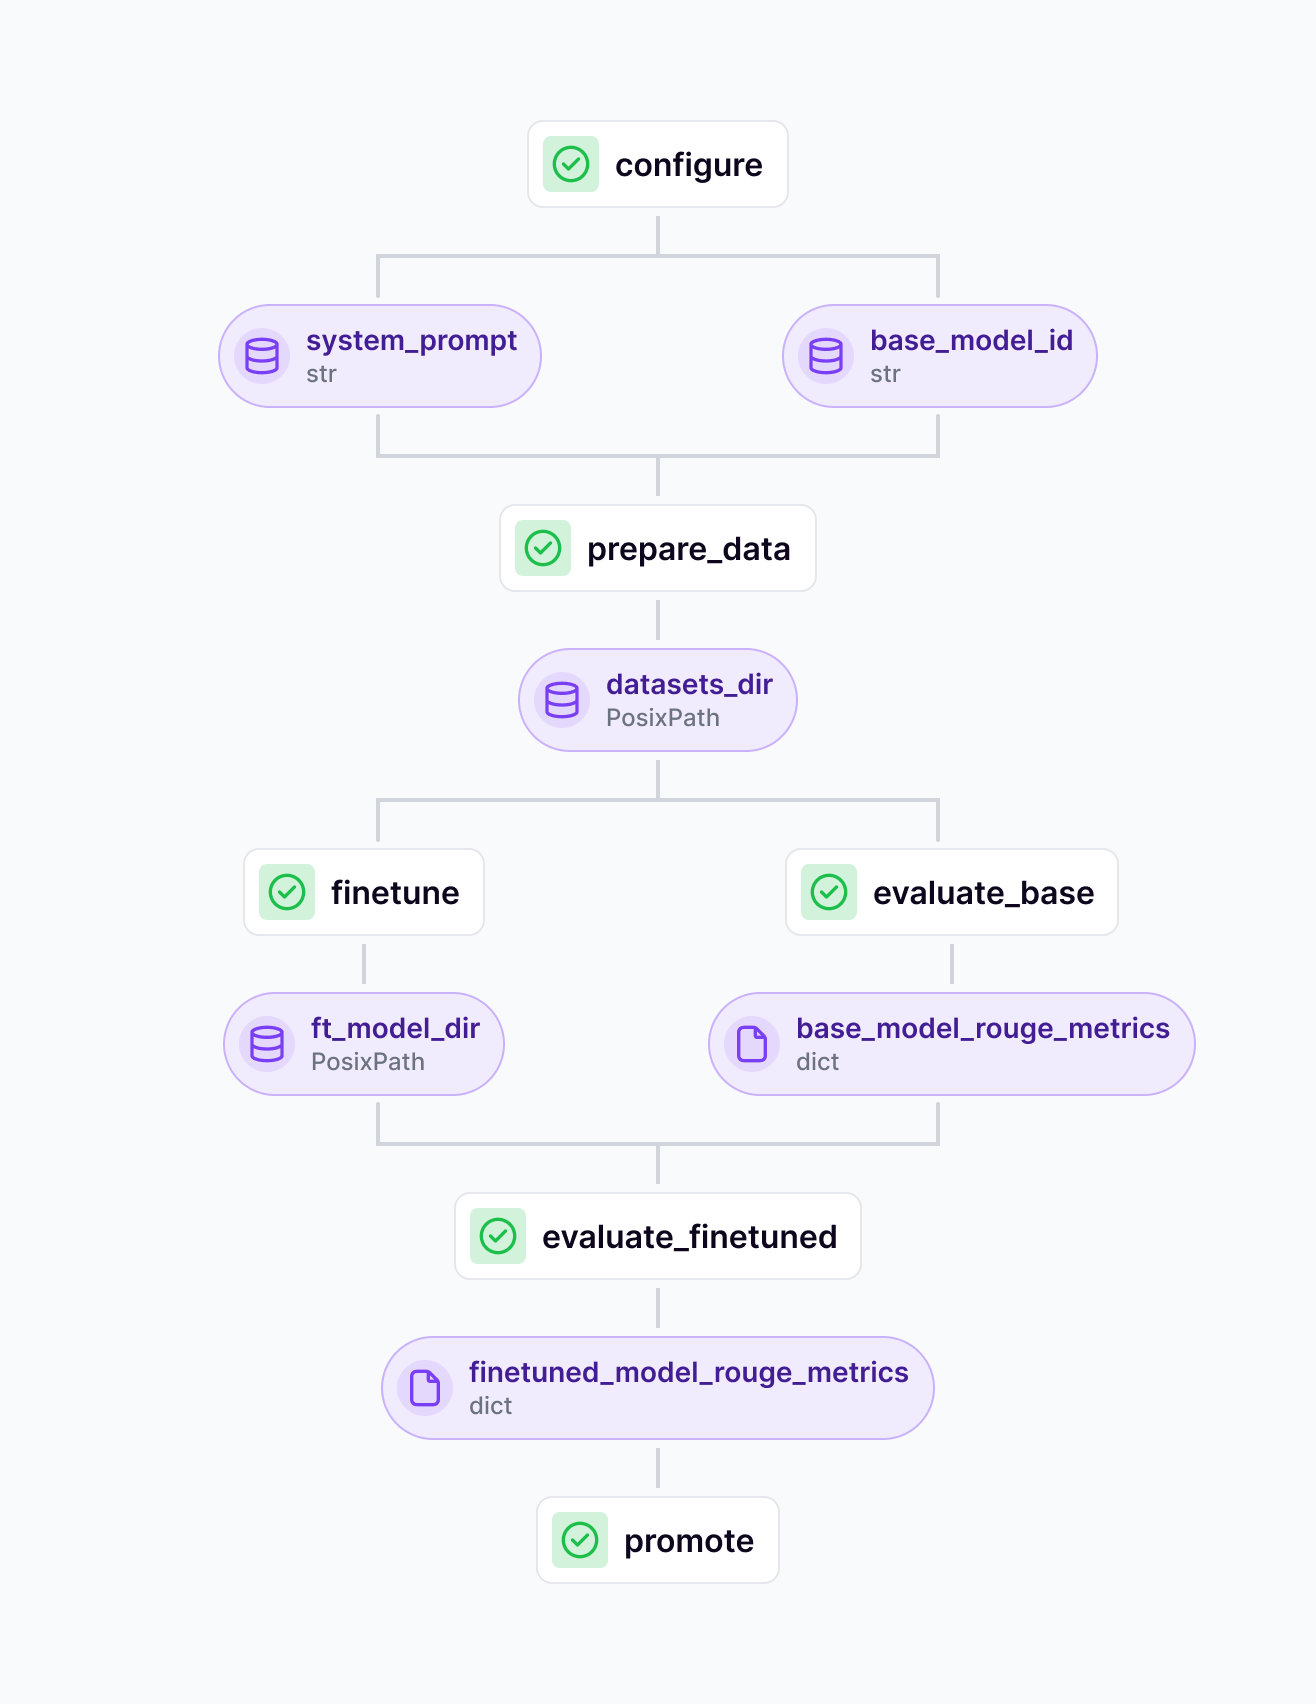 configure
system_prompt
str
base_model_id
str
prepare_data
datasets_dir
PosixPath
finetune
evaluate_base
ft_model_dir
PosixPath
base_model_rouge_metrics
dict
evaluate_finetuned
finetuned_model_rouge_metrics
dict
promote